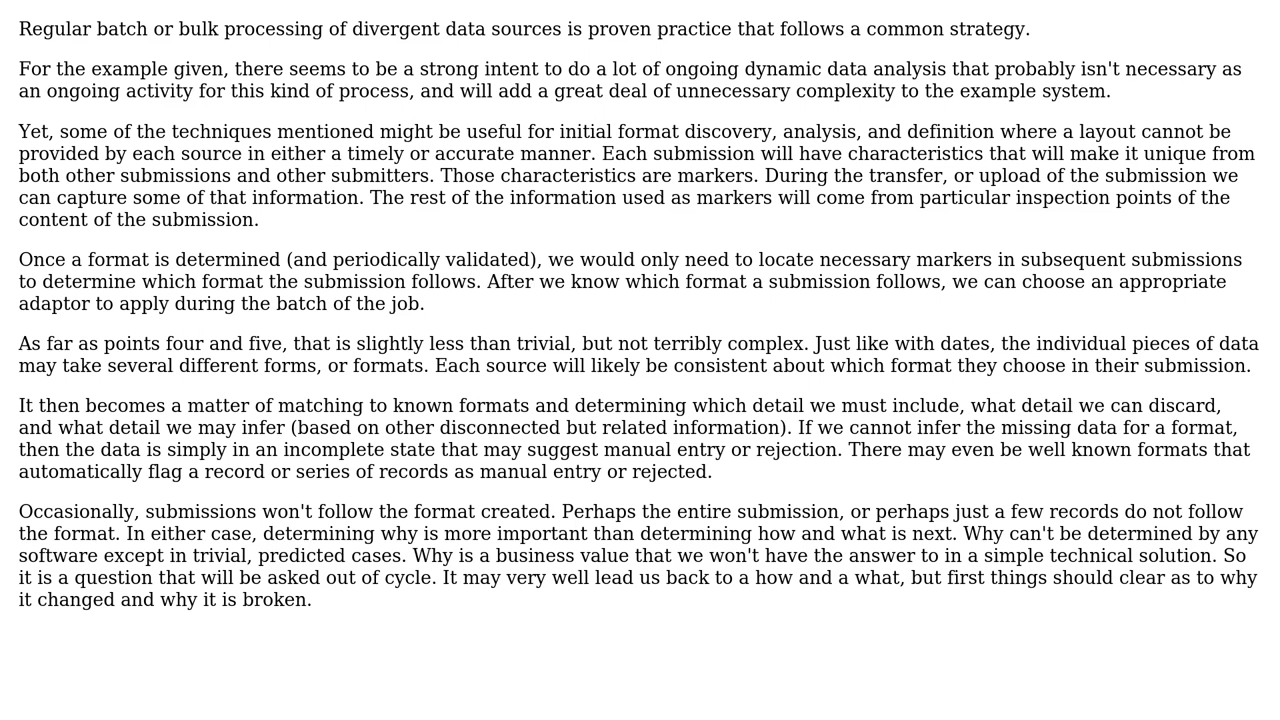 Regular batch or bulk processing of divergent data sources is proven practice that follows a common strategy.
For the example given, there seems to be a strong intent to do a lot of ongoing dynamic data analysis that probably isn't necessary as
an ongoing activity for this kind of process, and will add a great deal of unnecessary complexity to the example system.
Yet, some of the techniques mentioned might be useful for initial format discovery, analysis, and definition where a layout cannot be
provided by each source in either a timely or accurate manner. Each submission will have characteristics that will make it unique from
both other submissions and other submitters. Those characteristics are markers. During the transfer, or upload of the submission we
can capture some of that information. The rest of the information used as markers will come from particular inspection points of the
content of the submission.
Once a format is determined (and periodically validated), we would only need to locate necessary markers in subsequent submissions
to determine which format the submission follows. After we know which format a submission follows, we can choose an appropriate
adaptor to apply during the batch of the job.
As far as points four and five, that is slightly less than trivial, but not terribly complex. Just like with dates, the individual pieces of data
may take several different forms, or formats. Each source will likely be consistent about which format they choose in their submission.
It then becomes a matter of matching to known formats and determining which detail we must include, what detail we can discard,
and what detail we may infer (based on other disconnected but related information). If we cannot infer the missing data for a format,
then the data is simply in an incomplete state that may suggest manual entry or rejection. There may even be well known formats that
automatically flag a record or series of records as manual entry or rejected.
Occasionally, submissions won't follow the format created. Perhaps the entire submission, or perhaps just a few records do not follow
the format. In either case, determining why is more important than determining how and what is next. Why can't be determined by any
software except in trivial, predicted cases. Why is a business value that we won't have the answer to in a simple technical solution. So
it is a question that will be asked out of cycle. It may very well lead us back to a how and a what, but first things should clear as to why
it changed and why it is broken.